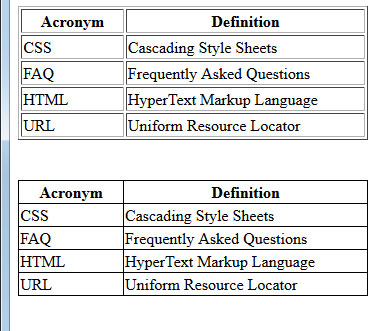 Acronym Definition
CSS Cascading Style Sheets
FAQ Frequently Asked Questions
HTML HyperText Markup Language
URL Uniform Resource Locator
Acronym Definition
CSS Cascading Style Sheets
FAQ Frequently Asked Questions
HTML HyperText Markup Language
URL Uniform Resource Locator